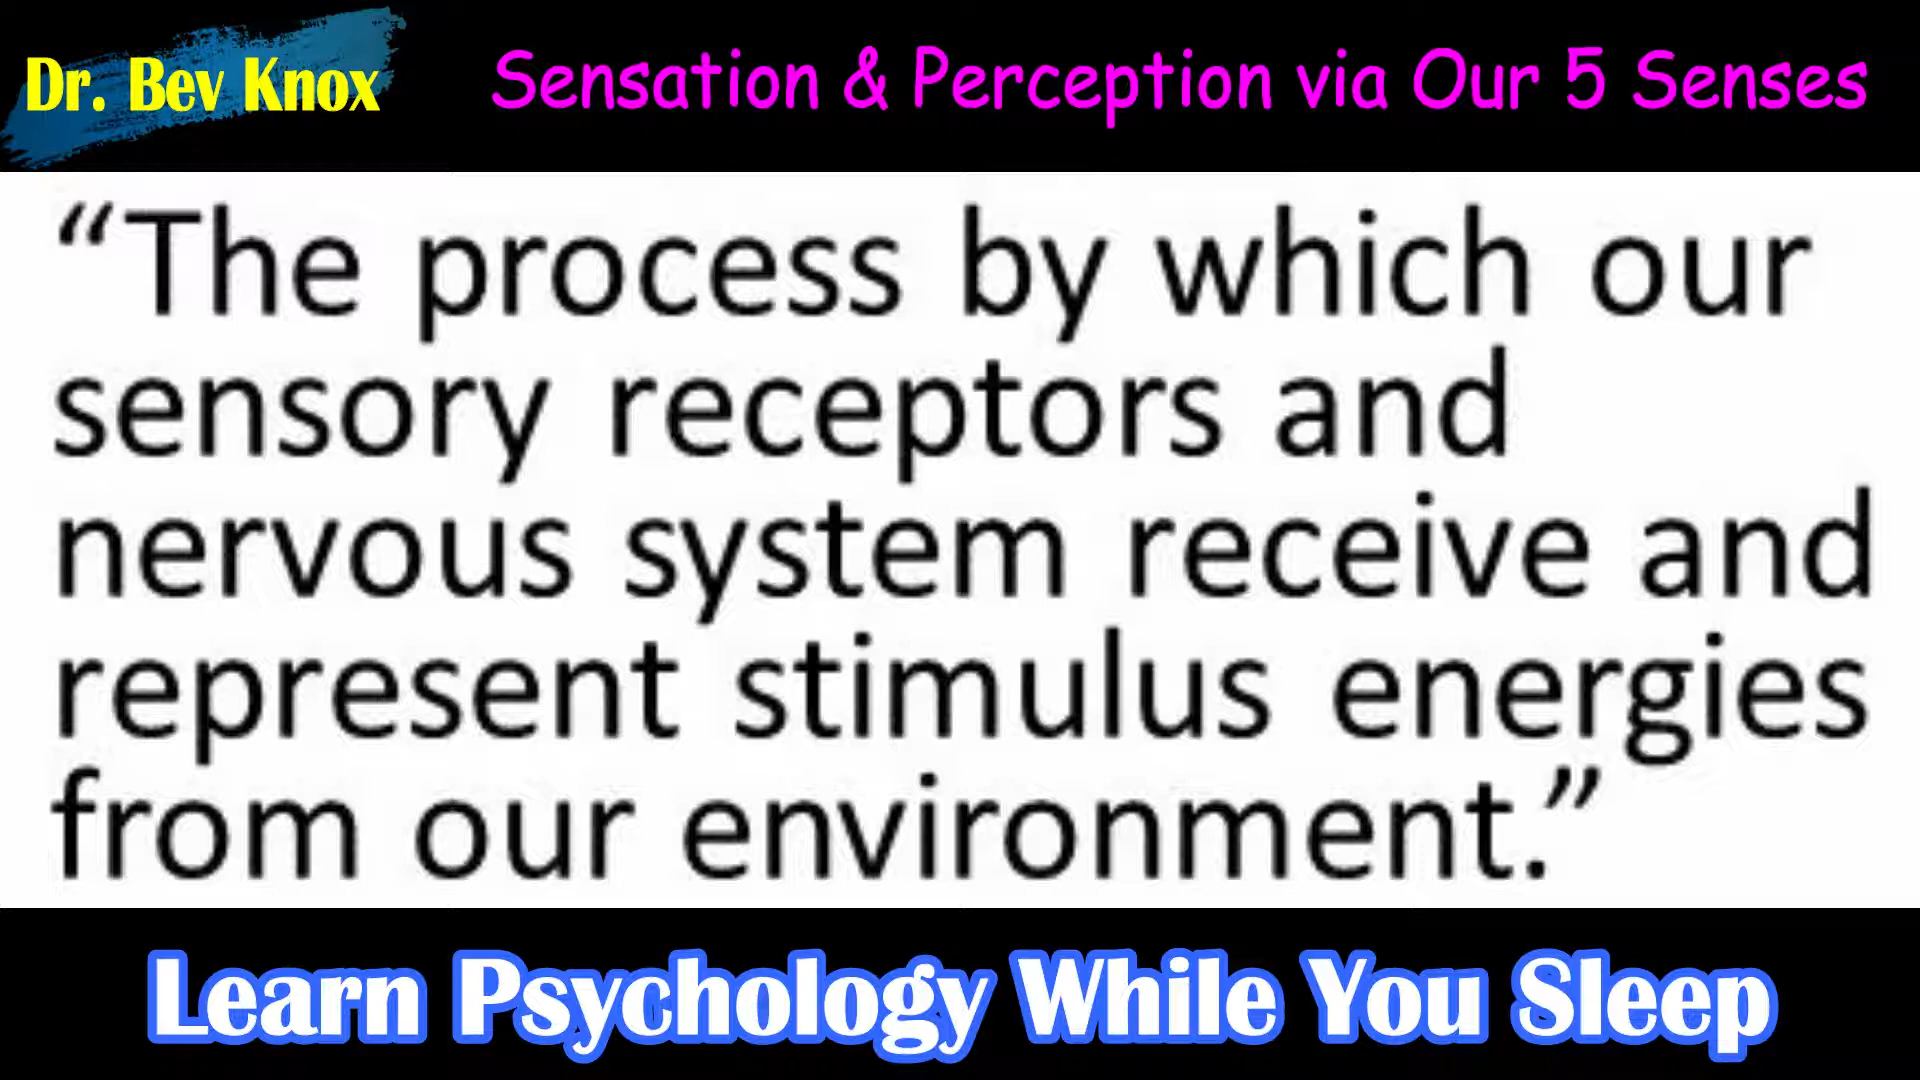 Dr. Bev Knox
Sensation & Perception via Our 5 Senses
“The process by which our
sensory receptors and
nervous system receive and
represent stimulus energies
from our environment.”
Learn Psychology While You Sleep